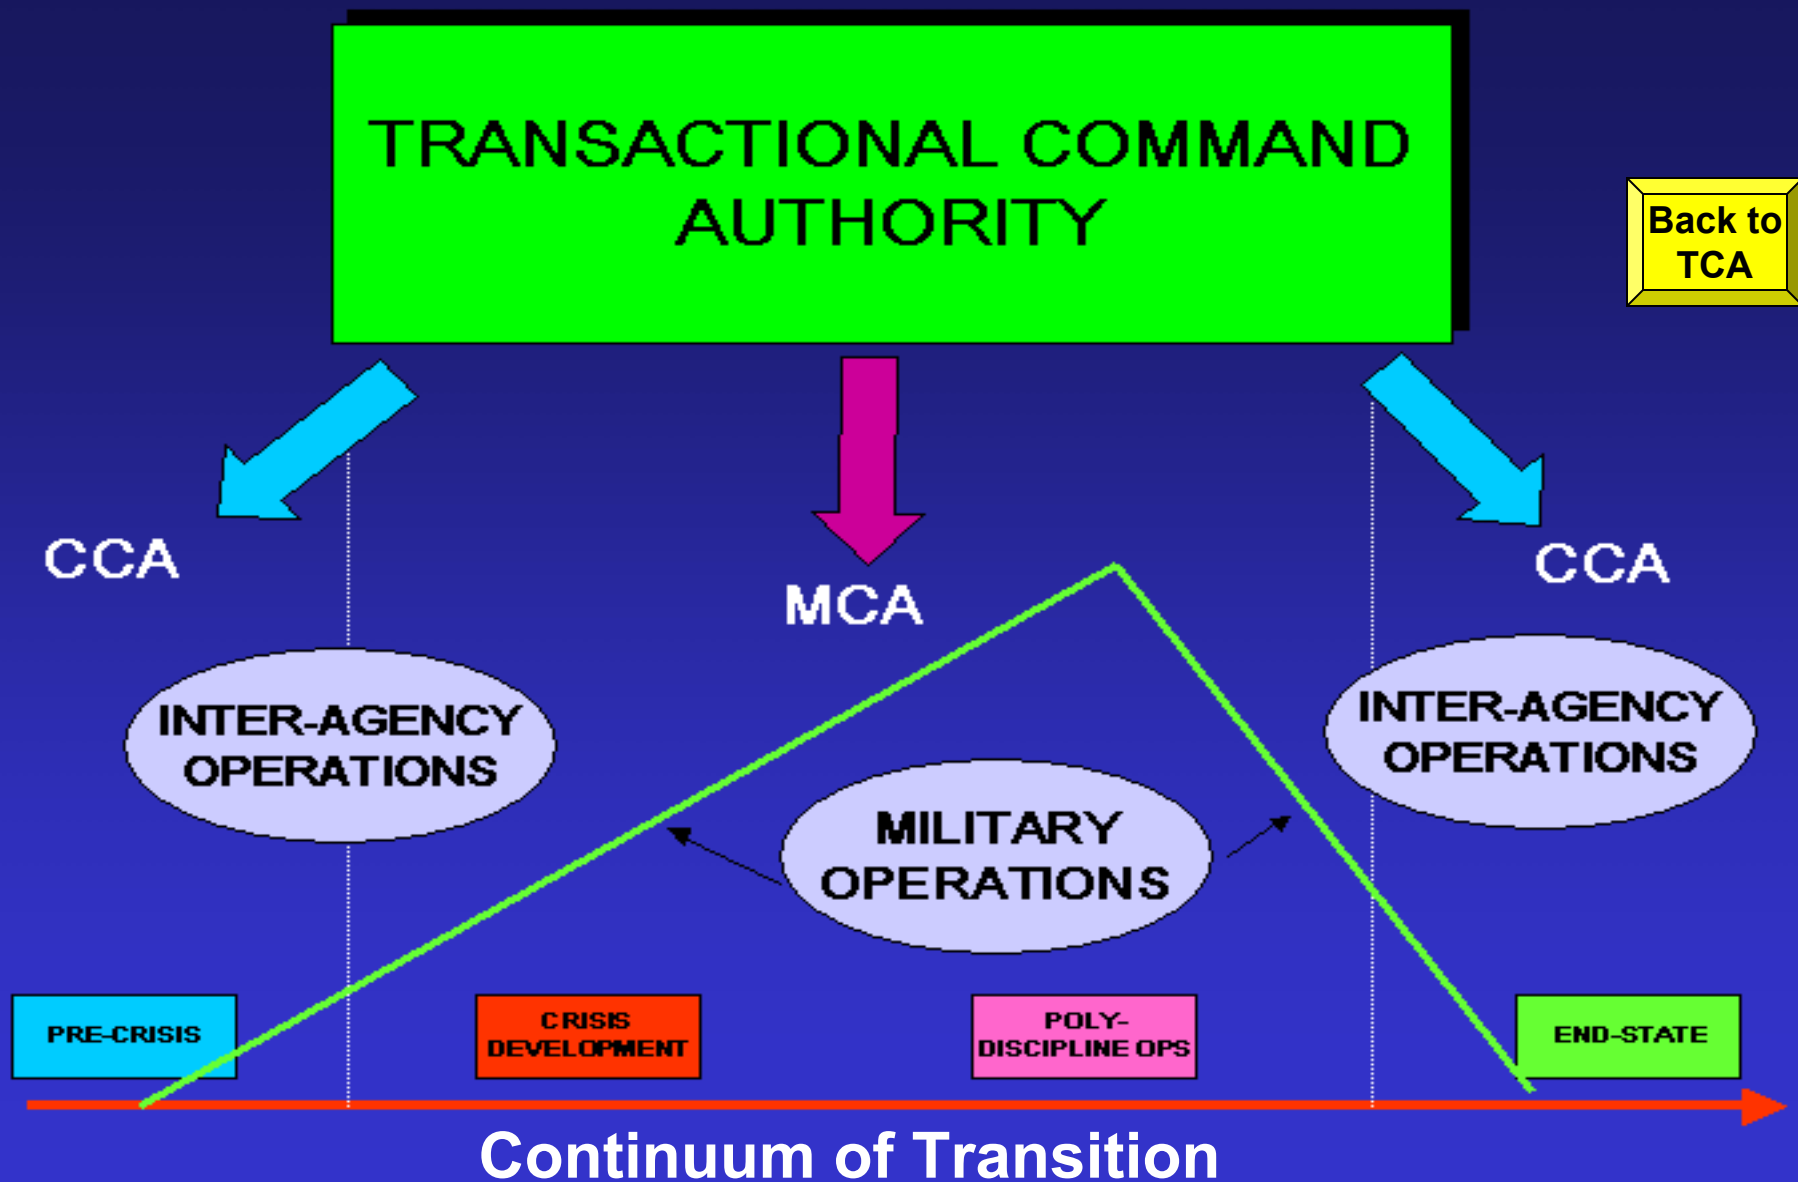 TRANSACTIONAL COMMAND
AUTHORITY
Back to
TCA
CCA
MCA
CCA
INTER-AGENCY
OPERATIONS
INTER-AGENCY
OPERATIONS
MILITARY
OPERATIONS
PRE-CRISIS
CRISIS
DEVELOPMENT
POLY-
DISCIPLINE OPS
END-STATE
Continuum of Transition